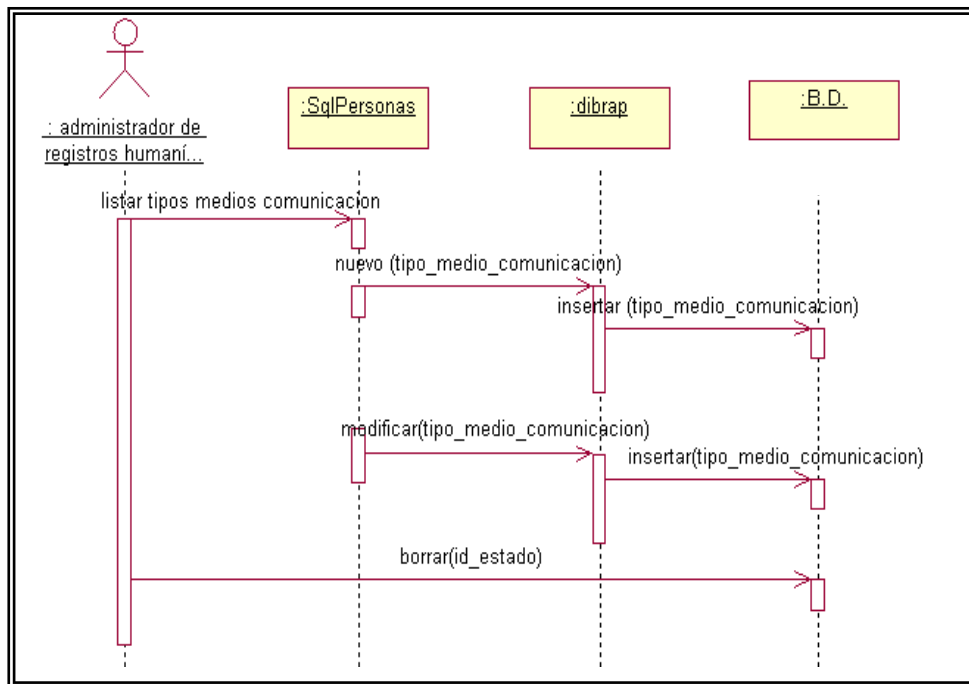 :SqlPersonas
:dibrap
:B.D.
: administrador de
registros humaní...
listar tipos medios comunicacion
nuevo (tipo_medio_comunicacion)
insertar (tipo_medio_comunicacion)
modificar(tipo_medio_comunicacion)
insertar(tipo_medio_comunicacion)
borrar(id_estado)